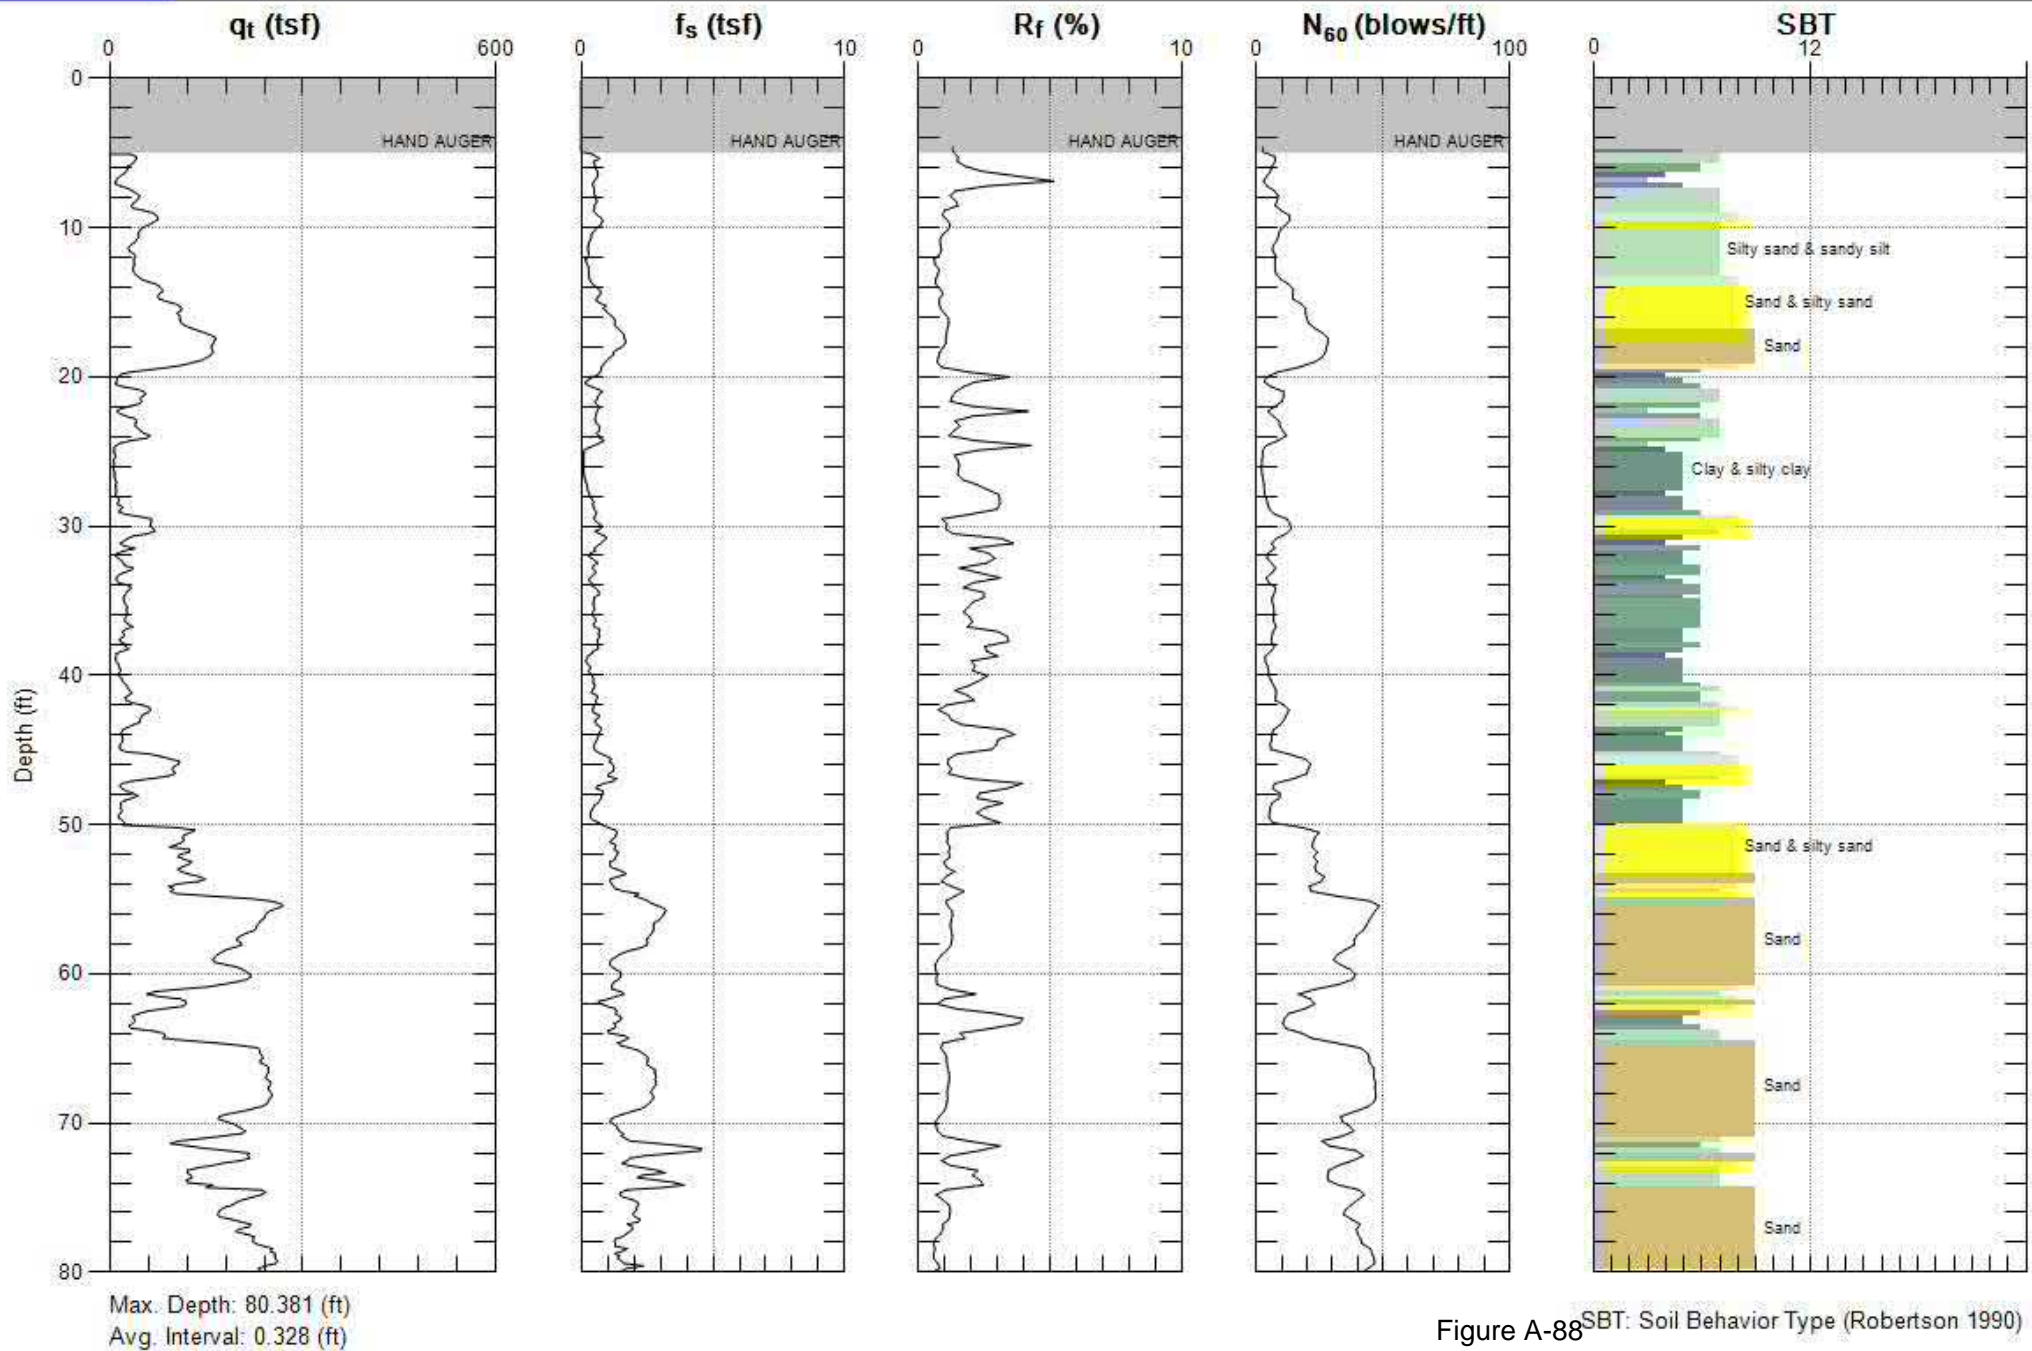 qt (tsf) fs (tsf) Rf (%) N60 (blows/ft) SBT
0 600 0 10 0 10 0 100 0 12
0
HAND AUGER HAND AUGER HAND AUGER HAND AUGER
10
Silty sand & sandy silt
Sand & silty sand
Sand
20
Clay & silty clay
30
40
Depth (ft)
50
Sand & silty sand
Sand
60
Sand
70
Sand
80
Max. Depth: 80.381 (ft)
Avg. Interval: 0.328 (ft)
Figure A-88
SBT: Soil Behavior Type (Robertson 1990)